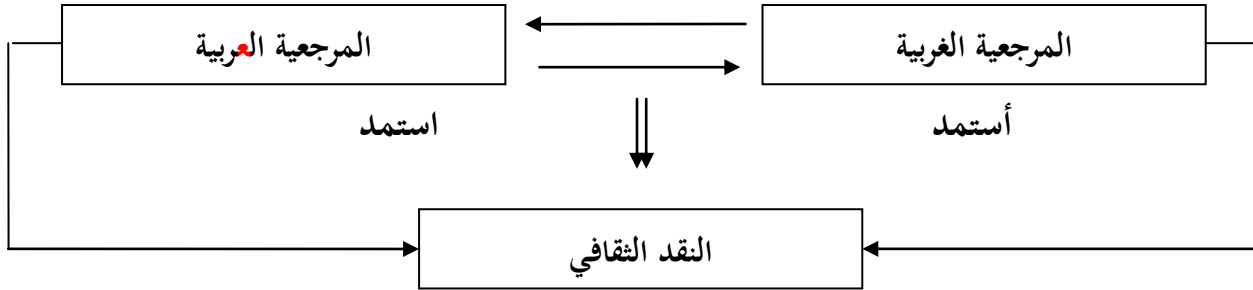 المرجعية الغربية
المرجعية العربية
أستمد
استمد
النقد الثقافي